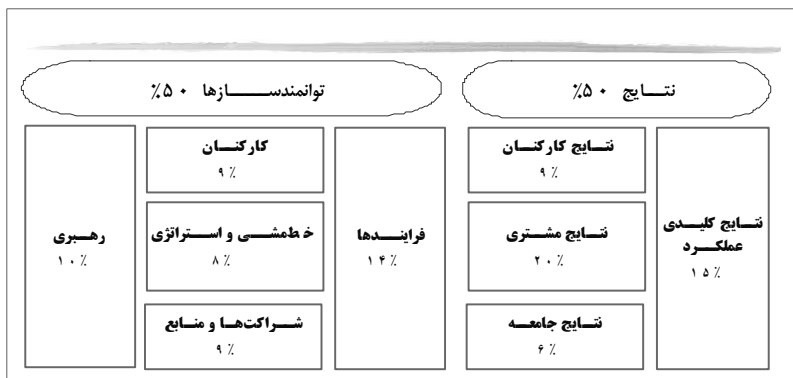 توانمندسازها ۵۰٪
نتایج ۵۰٪
رهبری
۱۰٪
کارکنان
۹٪
خط‌مشی و استراتژی
۸٪
شراکت‌ها و منابع
۹٪
فرایندها
۱۴٪
نتایج کارکنان
۹٪
نتایج مشتری
۲۰٪
نتایج جامعه
۶٪
نتایج کلیدی
عملکرد
۱۵٪